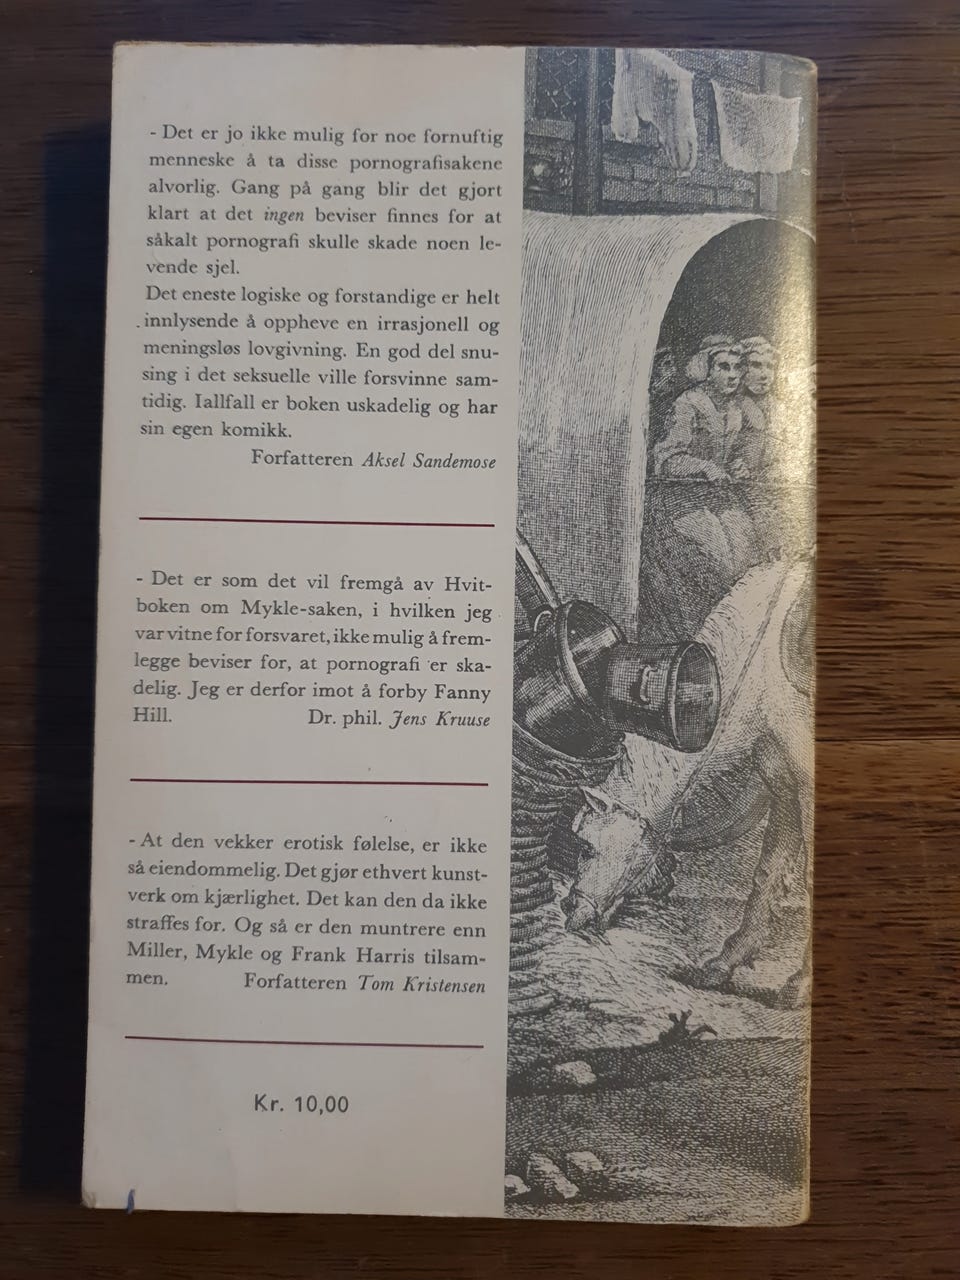 - Det er jo ikke mulig for noe fornuftig
menneske å ta disse pornografisakene
alvorlig. Gang på gang blir det gjort
klart at det ingen beviser finnes for at
såkalt pornografi skulle skade noen le-
vende sjel.
Det eneste logiske og forstandige er helt
innlysende å oppheve en irrasjonell og
meningsløs lovgivning. En god del snu-
sing i det seksuelle ville forsvinne sam-
tidig. Iallfall er boken uskadelig og har
sin egen komikk.
Forfatteren Aksel Sandemose
- Det er som det vil fremgå av Hvit-
boken om Mykle-saken, i hvilken jeg
var vitne for forsvaret, ikke mulig å frem-
legge beviser for, at pornografi er ska-
delig. Jeg er derfor imot å forby Fanny
Hill. Dr. phil. Jens Kruuse
- At den vekker erotisk følelse, er ikke
så eiendommelig. Det gjør ethvert kunst-
verk om kjærlighet. Det kan den da ikke
straffes for. Og så er den muntrere enn
Miller, Mykle og Frank Harris tilsam-
men. Forfatteren Tom Kristensen
Kr. 10,00